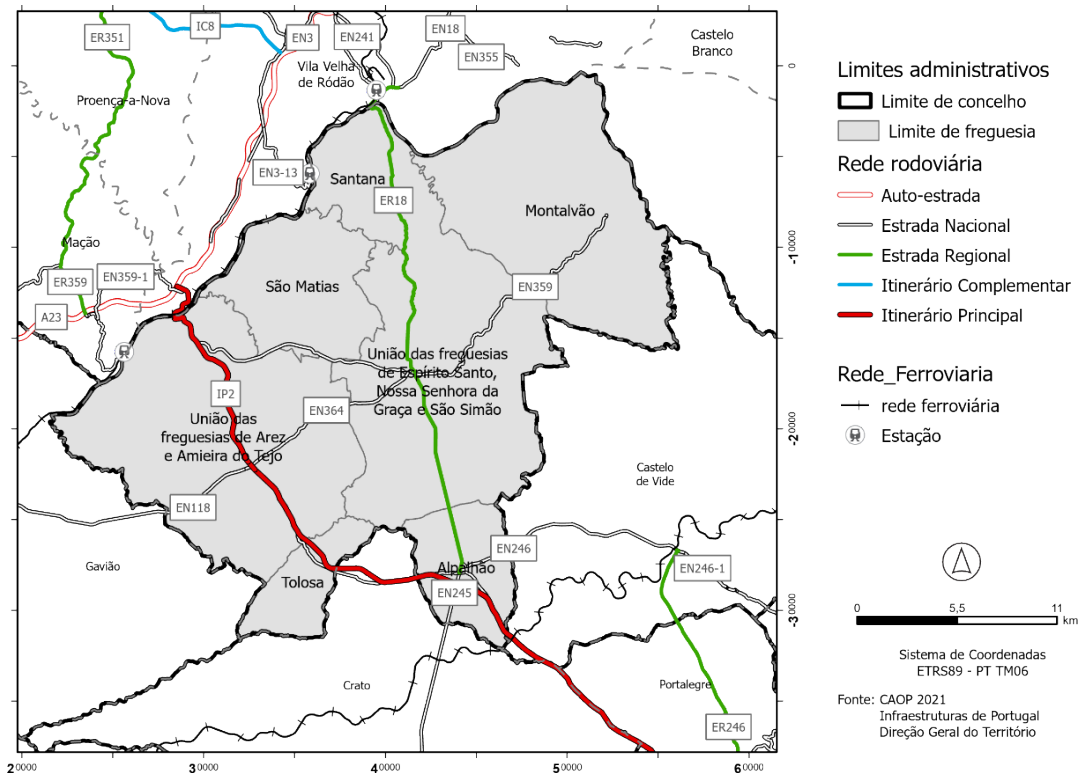 ER351
IC8
EN3
EN241
EN18
EN355
Castelo
Branco
Vila Velha
de Ródão
Proença-a-Nova
EN3-13
Santana
ER18
Montalvão
Mação
EN359-1
ER359
São Matias
EN359
A23
União das freguesias
de Espírito Santo,
Nossa Senhora da
Graça e São Simão
IP2
EN364
União das
freguesias de Arez
e Amieira do Tejo
Castelo
de Vide
EN118
EN246
Gavião
Tolosa
Alpalhão
EN246-1
EN245
Crato
Portalegre
ER246
0
-10000
-20000
-30000
20000
30000
40000
50000
60000
Limites administrativos
Limite de concelho
Limite de freguesia
Rede rodoviária
Auto-estrada
Estrada Nacional
Estrada Regional
Itinerário Complementar
Itinerário Principal
Rede_Ferroviaria
rede ferroviária
Estação
0 5,5 11
km
Sistema de Coordenadas
ETRS89 - PT TM06
Fonte: CAOP 2021
Infraestruturas de Portugal
Direção Geral do Território